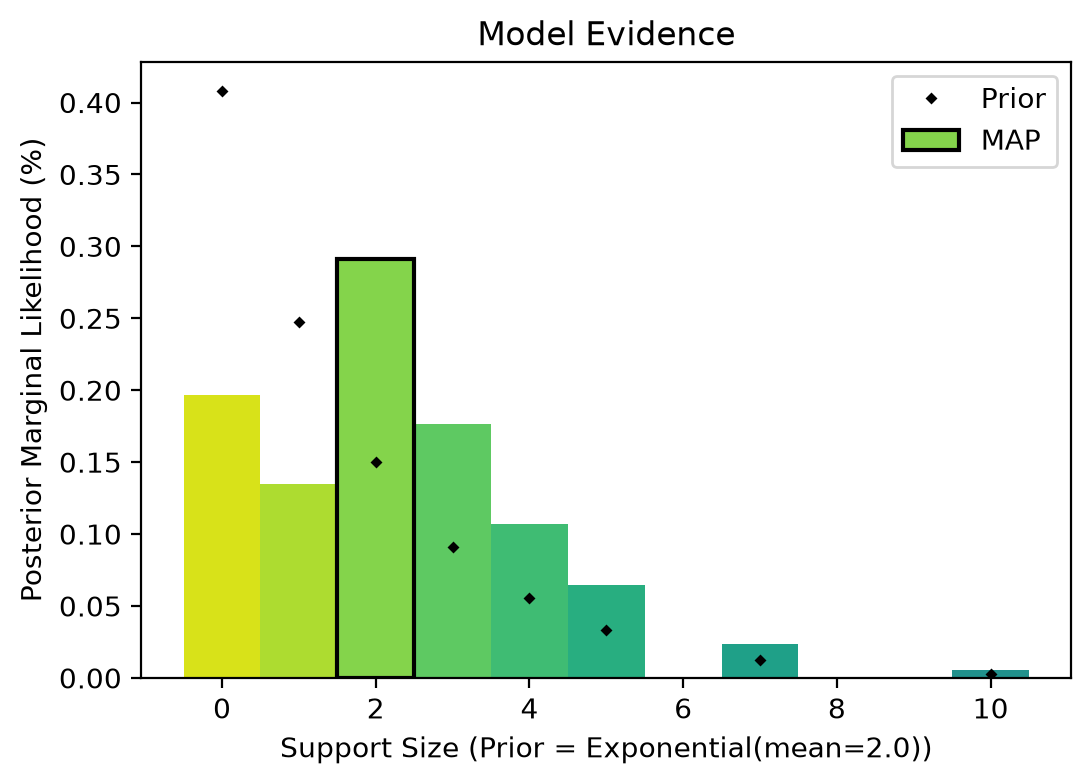 Model Evidence
Posterior Marginal Likelihood (%)
0.40
0.35
0.30
0.25
0.20
0.15
0.10
0.05
0.00
Prior
MAP
0 2 4 6 8 10
Support Size (Prior = Exponential(mean=2.0))